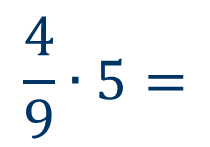 4/9 · 5 =